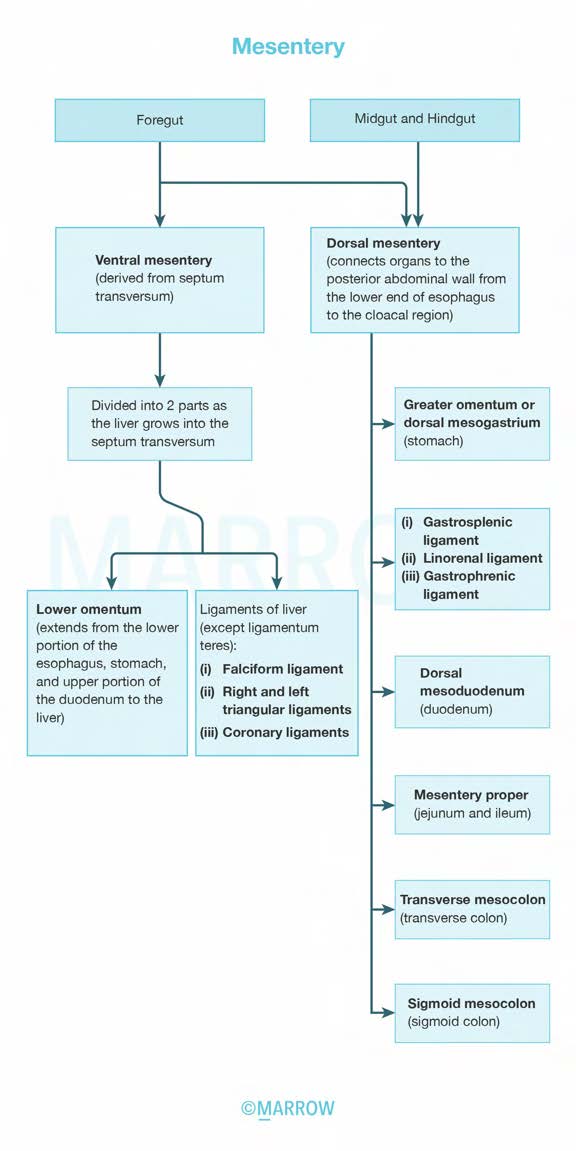 Mesentery
Foregut
Midgut and Hindgut
Ventral mesentery
(derived from septum
transversum)
Dorsal mesentery
(connects organs to the
posterior abdominal wall from
the lower end of esophagus
to the cloacal region)
Divided into 2 parts as
the liver grows into the
septum transversum
Greater omentum or
dorsal mesogastrium
(stomach)
(i) Gastrosplenic
ligament
(ii) Linorenal ligament
(iii) Gastrophrenic
ligament
Lower omentum
(extends from the lower
portion of the
esophagus, stomach,
and upper portion of
the duodenum to the
liver)
Ligaments of liver
(except ligamentum
teres):
(i) Falciform ligament
(ii) Right and left
triangular ligaments
(iii) Coronary ligaments
Dorsal
mesoduodenum
(duodenum)
Mesentery proper
(jejunum and ileum)
Transverse mesocolon
(transverse colon)
Sigmoid mesocolon
(sigmoid colon)
MARRO
©MARROW